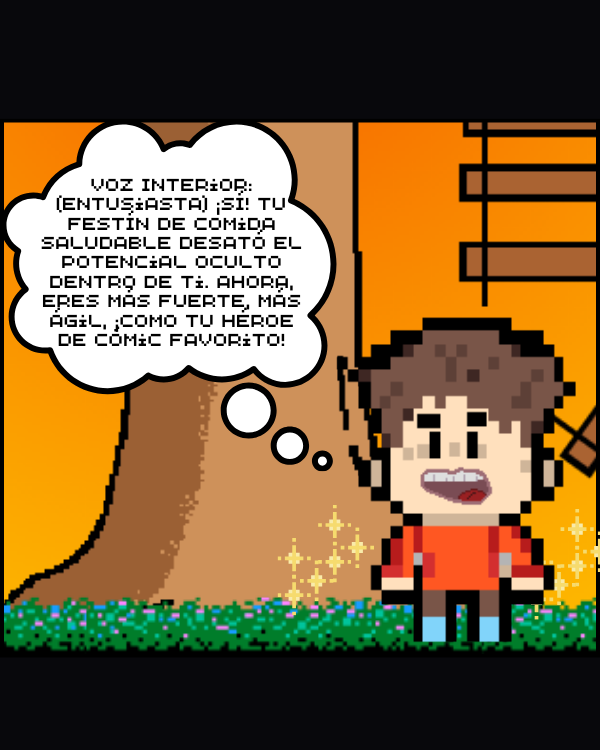 VOZ INTERiOR:
(ENTUSiASTA) ¡SÍ! TU
FESTÍN DE COMiDA
SALUDABLE DESATÓ EL
POTENCiAL OCULTO
DENTRO DE Ti. AHORA,
ERES MÁS FUERTE, MÁS
ÁGiL, ¡COMO TU HÉROE
DE CÓMiC FAVORiTO!